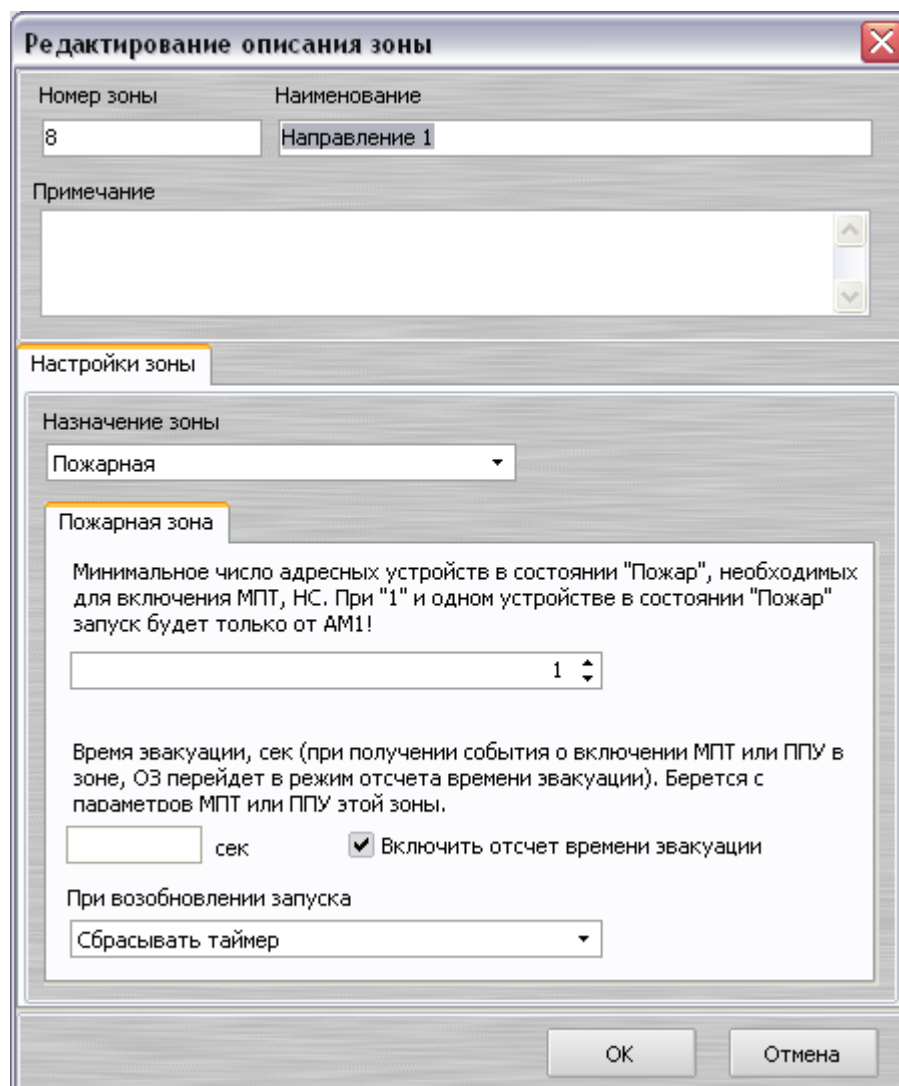 Редактирование описания зоны
Номер зоны Наименование
8 Направление 1
Примечание
Настройки зоны
Назначение зоны
Пожарная
Пожарная зона
Минимальное число адресных устройств в состоянии "Пожар", необходимых
для включения МПТ, НС. При "1" и одном устройстве в состоянии "Пожар"
запуск будет только от АМ1!
1
Время эвакуации, сек (при получении события о включении МПТ или ППУ в
зоне, ОЗ перейдет в режим отсчета времени эвакуации). Берется с
параметров МПТ или ППУ этой зоны.
сек Включить отсчет времени эвакуации
При возобновлении запуска
Сбрасывать таймер
ОК Отмена